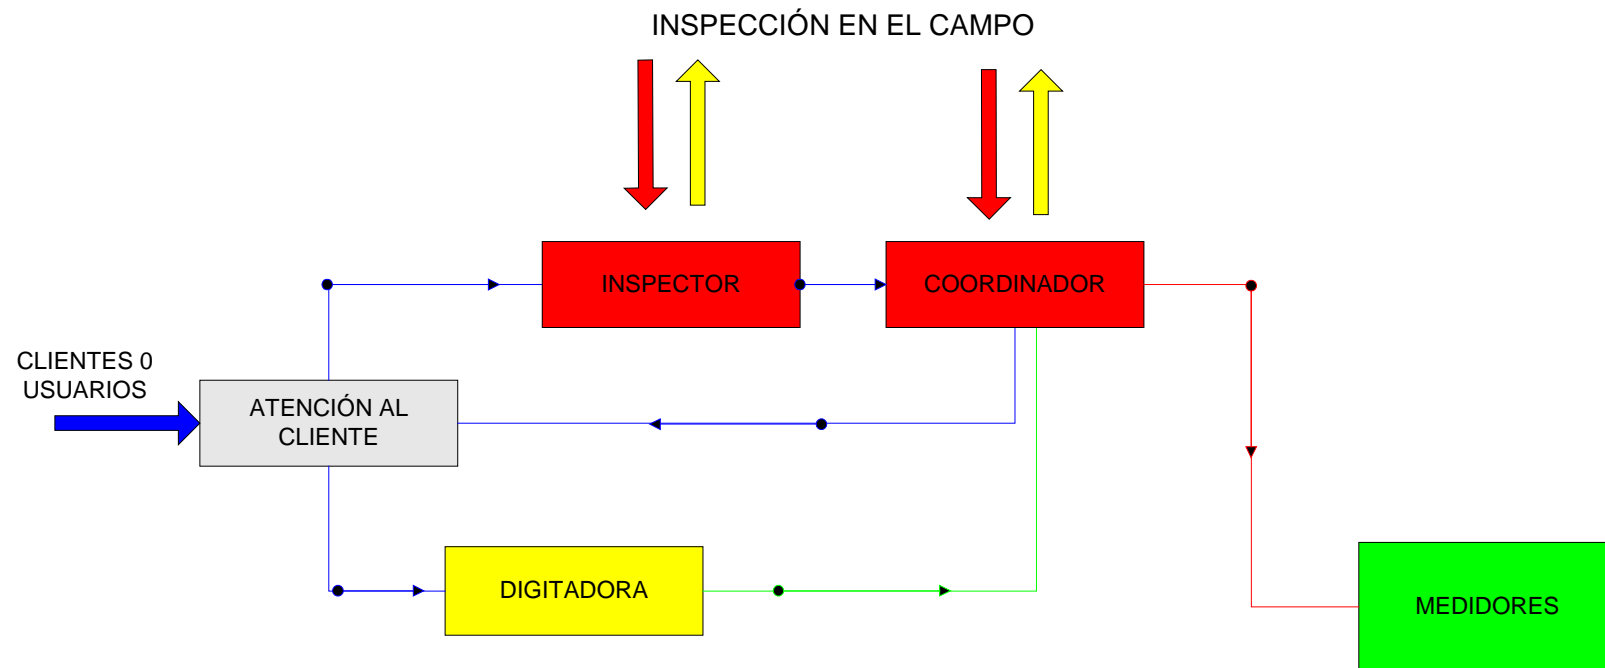 INSPECCIÓN EN EL CAMPO
INSPECTOR
COORDINADOR
CLIENTES 0
USUARIOS
ATENCIÓN AL
CLIENTE
DIGITADORA
MEDIDORES